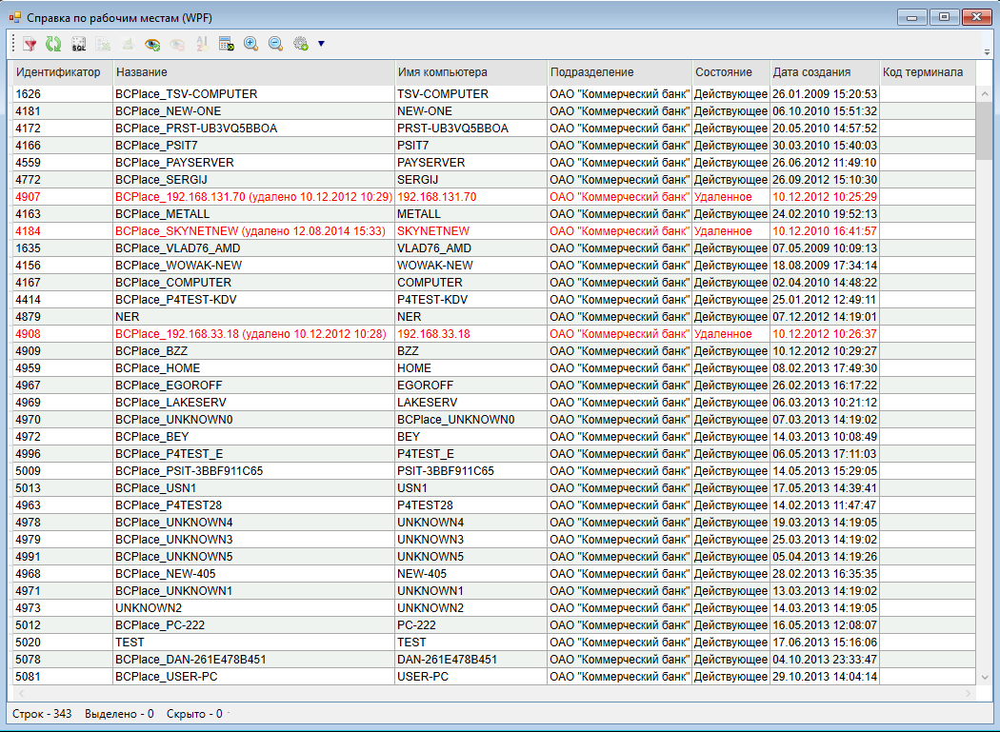 Справка по рабочим местам (WPF)
SQL
Идентификатор Название Имя компьютера Подразделение Состояние Дата создания Код терминала
1626 BCPlace_TSV-COMPUTER TSV-COMPUTER ОАО "Коммерческий банк" Действующее 26.01.2009 15:20:53
4181 BCPlace_NEW-ONE NEW-ONE ОАО "Коммерческий банк" Действующее 06.10.2010 15:51:32
4172 BCPlace_PRST-UB3VQ5BBOA PRST-UB3VQ5BBOA ОАО "Коммерческий банк" Действующее 20.05.2010 14:57:52
4166 BCPlace_PSIT7 PSIT7 ОАО "Коммерческий банк" Действующее 30.03.2010 15:40:03
4559 BCPlace_PAYSERVER PAYSERVER ОАО "Коммерческий банк" Действующее 26.06.2012 11:49:10
4772 BCPlace_SERGIJ SERGIJ ОАО "Коммерческий банк" Действующее 26.09.2012 15:10:30
4907 BCPlace_192.168.131.70 (удалено 10.12.2012 10:29) 192.168.131.70 ОАО "Коммерческий банк" Удаленное 10.12.2012 10:25:29
4163 BCPlace_METALL METALL ОАО "Коммерческий банк" Действующее 24.02.2010 19:52:13
4184 BCPlace_SKYNETNEW (удалено 12.08.2014 15:33) SKYNETNEW ОАО "Коммерческий банк" Удаленное 10.12.2010 16:41:57
1635 BCPlace_VLAD76_AMD VLAD76_AMD ОАО "Коммерческий банк" Действующее 07.05.2009 10:09:13
4156 BCPlace_WOWAK-NEW WOWAK-NEW ОАО "Коммерческий банк" Действующее 18.08.2009 17:34:14
4167 BCPlace_COMPUTER COMPUTER ОАО "Коммерческий банк" Действующее 02.04.2010 14:48:22
4414 BCPlace_P4TEST-KDV P4TEST-KDV ОАО "Коммерческий банк" Действующее 25.01.2012 12:49:11
4879 NER NER ОАО "Коммерческий банк" Действующее 07.12.2012 14:19:01
4908 BCPlace_192.168.33.18 (удалено 10.12.2012 10:28) 192.168.33.18 ОАО "Коммерческий банк" Удаленное 10.12.2012 10:26:37
4909 BCPlace_BZZ BZZ ОАО "Коммерческий банк" Действующее 10.12.2012 10:29:27
4959 BCPlace_HOME HOME ОАО "Коммерческий банк" Действующее 08.02.2013 17:49:30
4967 BCPlace_EGOROFF EGOROFF ОАО "Коммерческий банк" Действующее 26.02.2013 16:17:22
4969 BCPlace_LAKESERV LAKESERV ОАО "Коммерческий банк" Действующее 06.03.2013 10:21:12
4970 BCPlace_UNKNOWN0 BCPlace_UNKNOWN0 ОАО "Коммерческий банк" Действующее 07.03.2013 14:19:02
4972 BCPlace_BEY BEY ОАО "Коммерческий банк" Действующее 14.03.2013 10:08:49
4996 BCPlace_P4TEST_E P4TEST_E ОАО "Коммерческий банк" Действующее 06.05.2013 17:11:03
5009 BCPlace_PSIT-3BBF911C65 PSIT-3BBF911C65 ОАО "Коммерческий банк" Действующее 14.05.2013 15:29:05
5013 BCPlace_USN1 USN1 ОАО "Коммерческий банк" Действующее 17.05.2013 14:39:41
4963 BCPlace_P4TEST28 P4TEST28 ОАО "Коммерческий банк" Действующее 14.02.2013 11:47:47
4978 BCPlace_UNKNOWN4 UNKNOWN4 ОАО "Коммерческий банк" Действующее 19.03.2013 14:19:05
4979 BCPlace_UNKNOWN3 UNKNOWN3 ОАО "Коммерческий банк" Действующее 25.03.2013 14:19:02
4991 BCPlace_UNKNOWN5 UNKNOWN5 ОАО "Коммерческий банк" Действующее 05.04.2013 14:19:26
4968 BCPlace_NEW-405 NEW-405 ОАО "Коммерческий банк" Действующее 28.02.2013 16:35:35
4971 BCPlace_UNKNOWN1 UNKNOWN1 ОАО "Коммерческий банк" Действующее 13.03.2013 14:19:02
4973 UNKNOWN2 UNKNOWN2 ОАО "Коммерческий банк" Действующее 14.03.2013 14:19:05
5012 BCPlace_PC-222 PC-222 ОАО "Коммерческий банк" Действующее 16.05.2013 12:08:07
5020 TEST TEST ОАО "Коммерческий банк" Действующее 17.06.2013 15:16:06
5078 BCPlace_DAN-261E478B451 DAN-261E478B451 ОАО "Коммерческий банк" Действующее 04.10.2013 23:33:47
5081 BCPlace_USER-PC USER-PC ОАО "Коммерческий банк" Действующее 29.10.2013 14:04:14
Строк - 343 Выделено - 0 Скрыто - 0